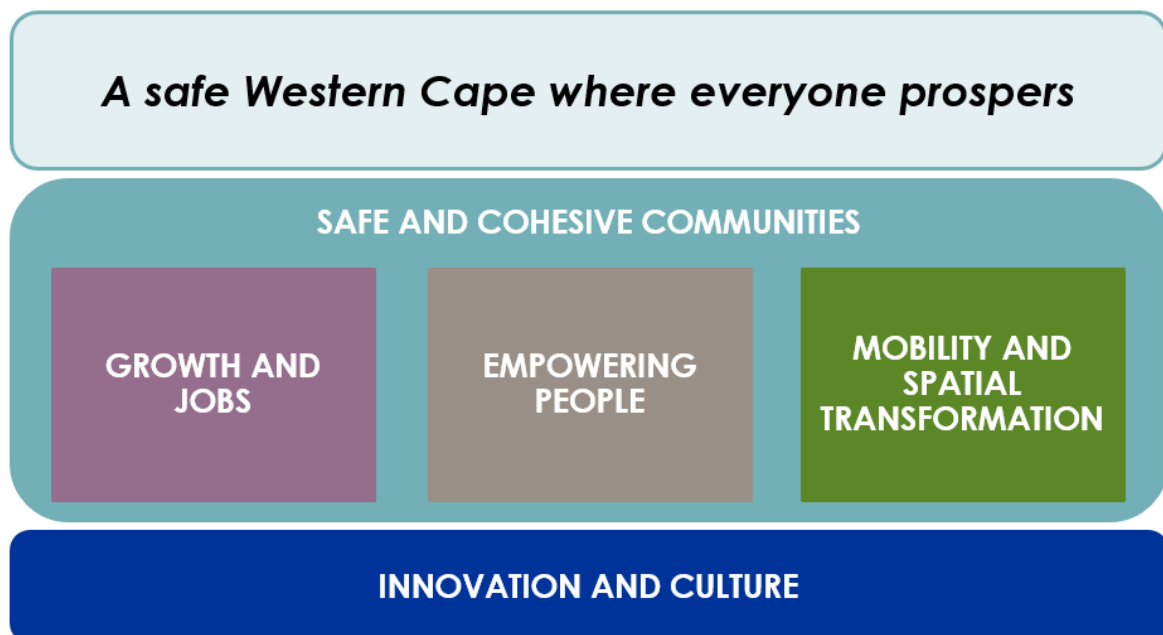 A safe Western Cape where everyone prospers
SAFE AND COHESIVE COMMUNITIES
GROWTH AND
JOBS
EMPOWERING
PEOPLE
MOBILITY AND
SPATIAL
TRANSFORMATION
INNOVATION AND CULTURE